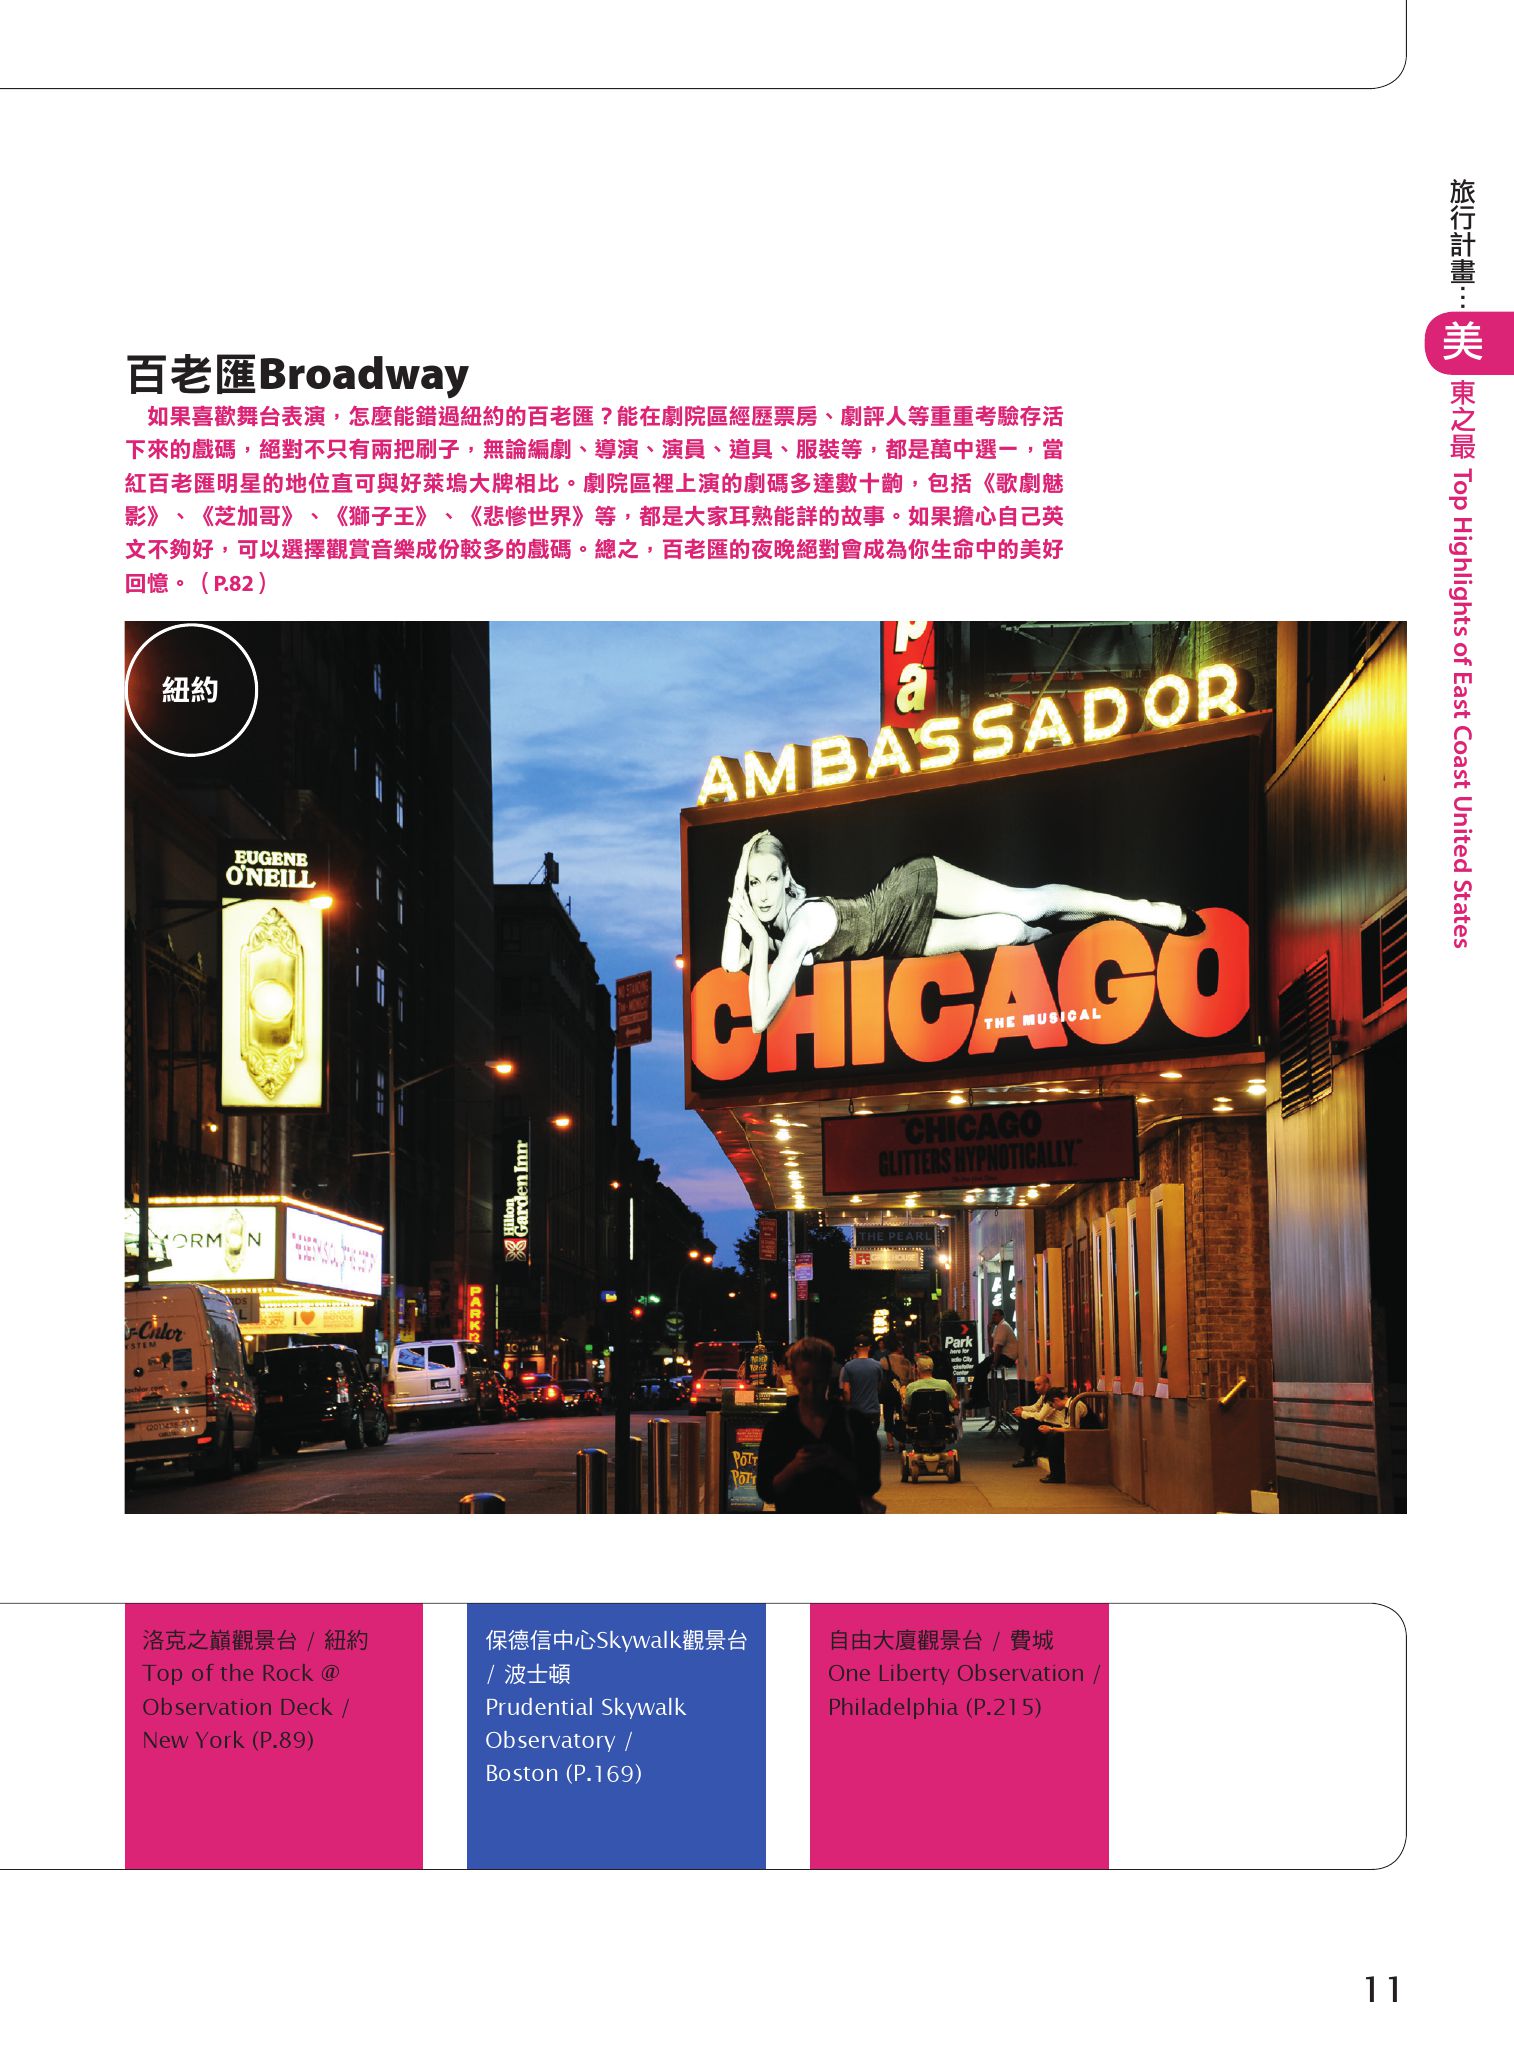 旅行計畫…美東之最 Top Highlights of East Coast United States
百老匯Broadway
如果喜歡舞台表演，怎麼能錯過紐約的百老匯？能在劇院區經歷票房、劇評人等重重考驗存活
下來的戲碼，絕對不只有兩把刷子，無論編劇、導演、演員、道具、服裝等，都是萬中選一，當
紅百老匯明星的地位直可與好萊塢大牌相比。劇院區裡上演的劇碼多達數十齣，包括《歌劇魅
影》、《芝加哥》、《獅子王》、《悲慘世界》等，都是大家耳熟能詳的故事。如果擔心自己英
文不夠好，可以選擇觀賞音樂成份較多的戲碼。總之，百老匯的夜晚絕對會成為你生命中的美好
回憶。（P.82）
紐約
pa
AMBASSADOR
EUGENE
O'NEILL
CHICAGO
THE MUSICAL
NO STANDING
"CHICAGO
GLITTERS HYPNOTICALLY."
Hilton
Garden Inn
THE PEARL
MORMON
PARK
Park
洛克之巔觀景台 / 紐約
Top of the Rock @
Observation Deck /
New York (P.89)
保德信中心Skywalk觀景台
/ 波士頓
Prudential Skywalk
Observatory /
Boston (P.169)
自由大廈觀景台 / 費城
One Liberty Observation /
Philadelphia (P.215)
11